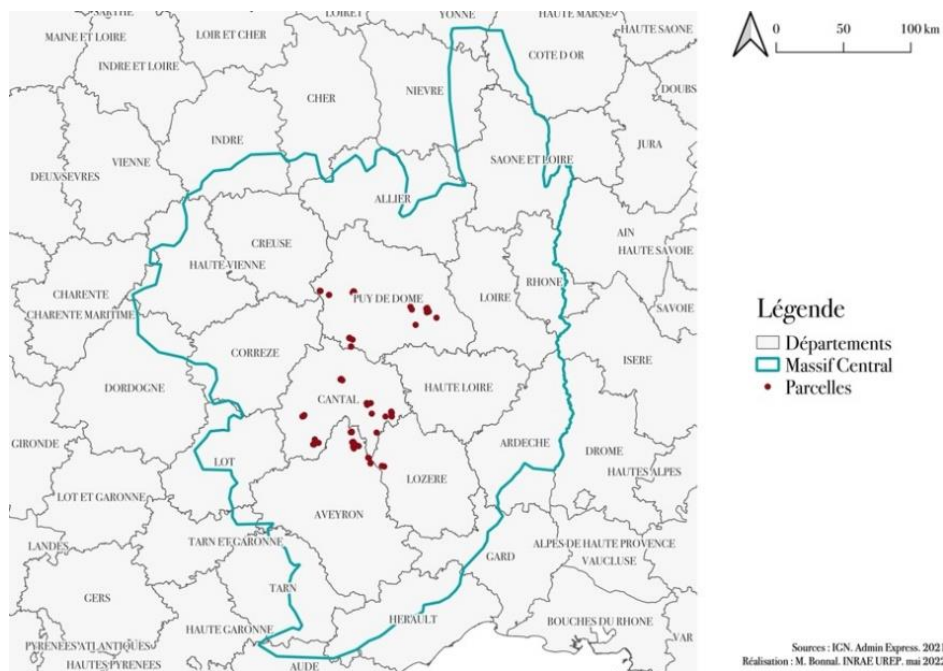 SARTHE
LOIRET
YONNE
HAUTE MARNE
HAUTE SAONE
MAINE ET LOIRE
LOIR ET CHER
COTE D'OR
INDRE ET LOIRE
CHER
NIEVRE
DOUBS
INDRE
JURA
VIENNE
SAONE ET LOIRE
DEUX/SEVRES
ALLIER
AIN
CREUSE
HAUTE SAVOIE
HAUTE-VIENNE
RHONE
CHARENTE
PUY DE DOME
LOIRE
SAVOIE
CHARENTE MARITIME
CORREZE
ISERE
DORDOGNE
HAUTE LOIRE
CANTAL
GIRONDE
ARDECHE
DROME
LOT
HAUTES ALPES
LOT ET GARONNE
LOZERE
AVEYRON
LANDES
TARN ET GARONNE
ALPES-DE HAUTE PROVENCE
GARD
VAUCLUSE
GERS
TARN
HERAULT
BOUCHES DU RHONE
HAUTE GARONNE
VAR
PYRENEES ATLANTIQUES
HAUTES-PYRENEES
AUDE
0 50 100 km
Légende
Départements
Massif Central
Parcelles
Sources : IGN. Admin Express. 2021
Réalisation : M. Bonnal. INRAE UREP. mai 2022